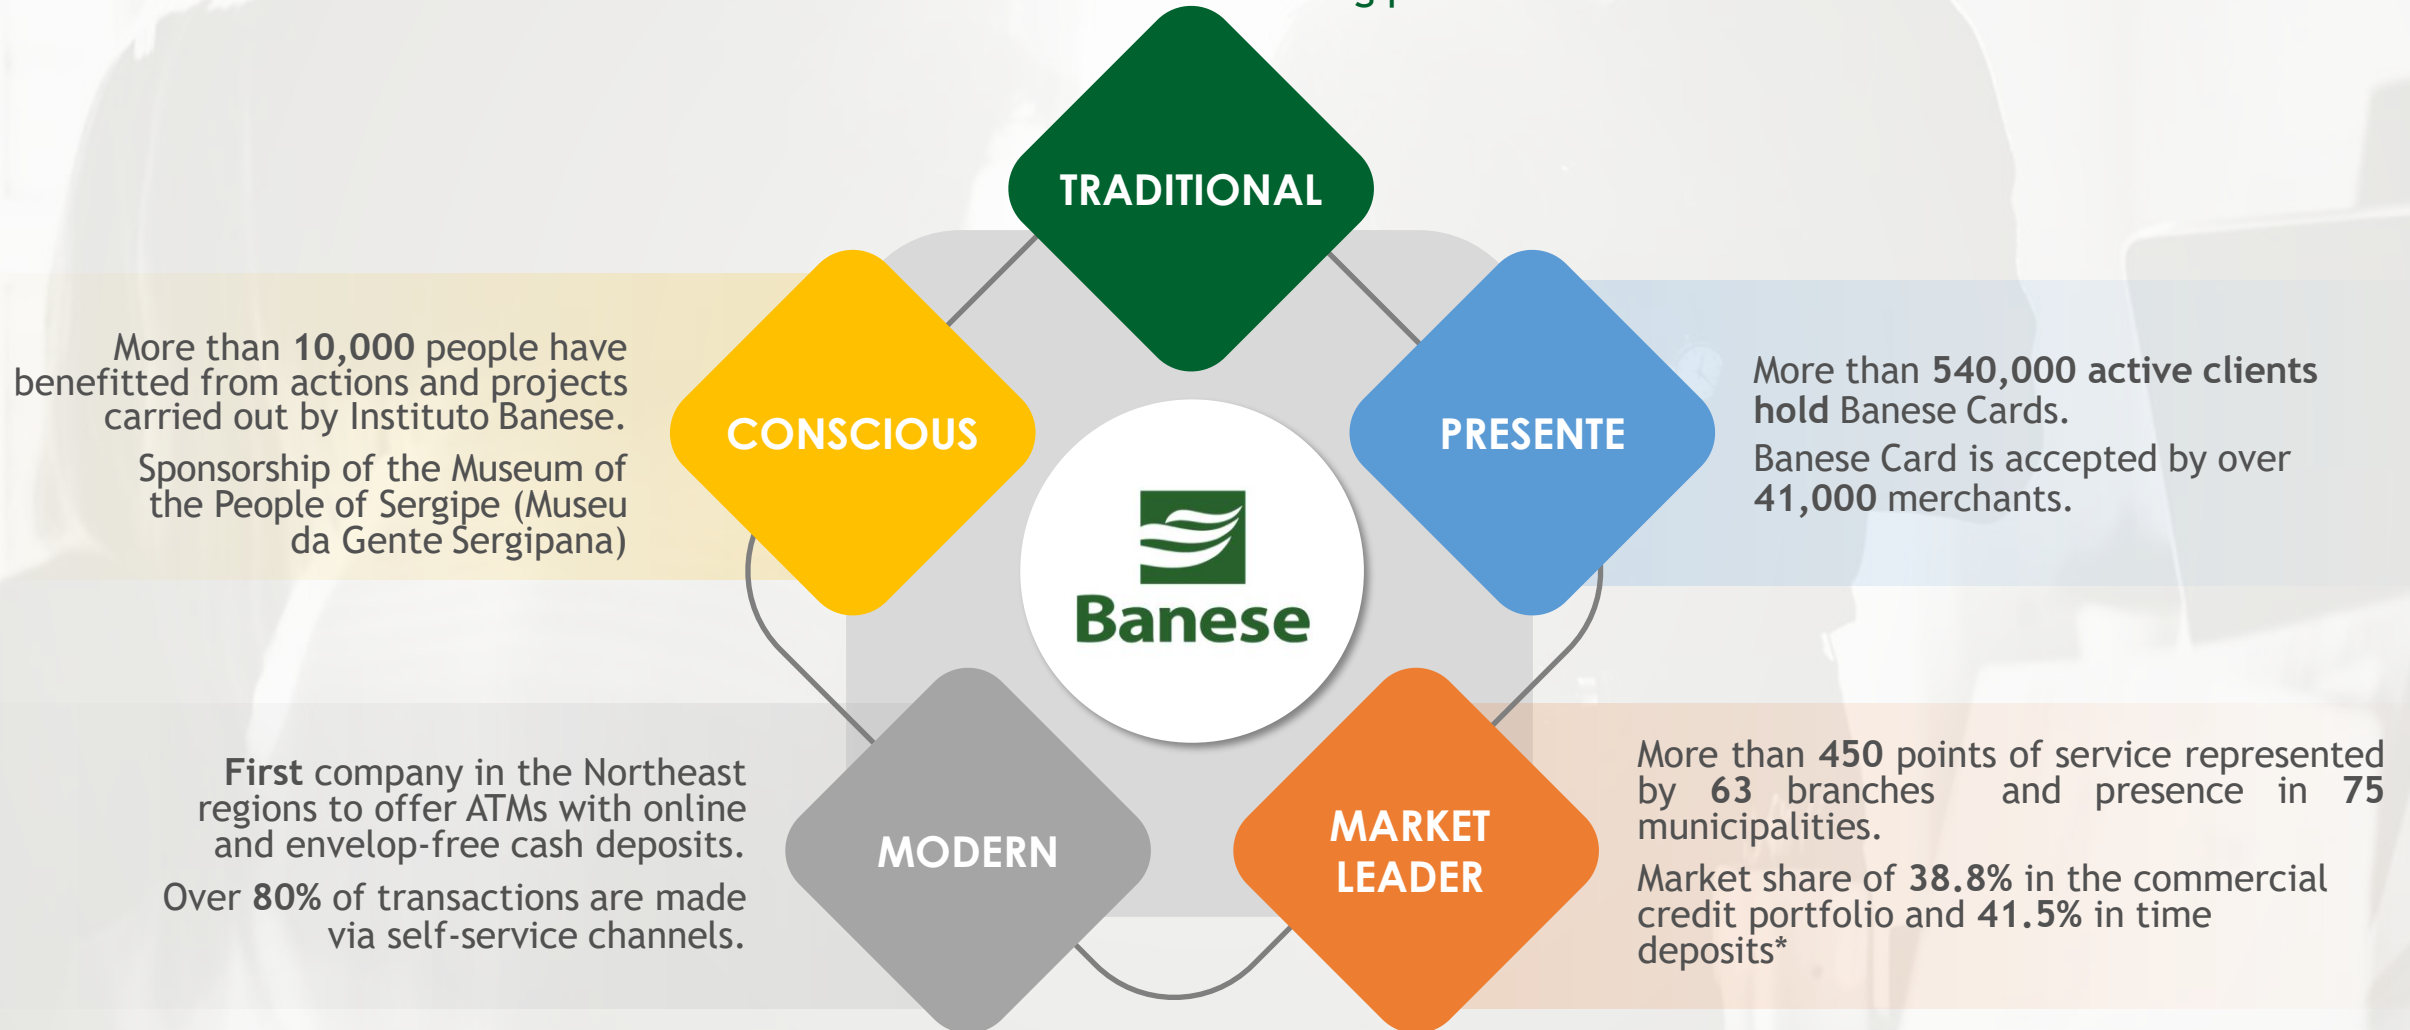 TRADITIONAL
CONSCIOUS
More than 10,000 people have
benefitted from actions and projects
carried out by Instituto Banese.
Sponsorship of the Museum of
the People of Sergipe (Museu
da Gente Sergipana)
PRESENTE
More than 540,000 active clients
hold Banese Cards.
Banese Card is accepted by over
41,000 merchants.
Banese
MODERN
First company in the Northeast
regions to offer ATMs with online
and envelop-free cash deposits.
Over 80% of transactions are made
via self-service channels.
MARKET
LEADER
More than 450 points of service represented
by 63 branches and presence in 75
municipalities.
Market share of 38.8% in the commercial
credit portfolio and 41.5% in time
deposits*